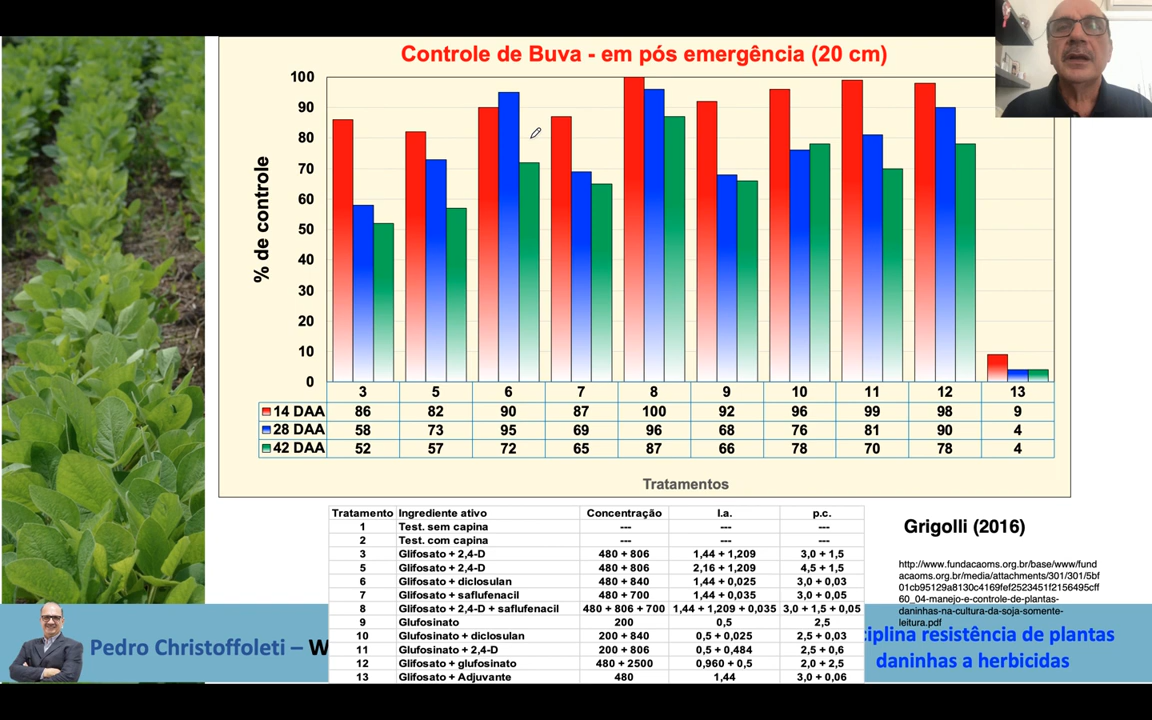 Controle de Buva - em pós emergência (20 cm)
% de controle
100
90
80
70
60
50
40
30
20
10
0
3 5 6 7 8 9 10 11 12 13
14 DAA 86 82 90 87 100 92 96 99 98 9
28 DAA 58 73 95 69 96 68 76 81 90 4
42 DAA 52 57 72 65 87 66 78 70 78 4
Tratamentos
Tratamento Ingrediente ativo Concentração I.a. p.c.
1 Test. sem capina --- --- ---
2 Test. com capina --- --- ---
3 Glifosato + 2,4-D 480 + 806 1,44 + 1,209 3,0 + 1,5
5 Glifosato + 2,4-D 480 + 806 2,16 + 1,209 4,5 + 1,5
6 Glifosato + diclosulan 480 + 840 1,44 + 0,025 3,0 + 0,03
7 Glifosato + saflufenacil 480 + 700 1,44 + 0,035 3,0 + 0,05
8 Glifosato + 2,4-D + saflufenacil 480 + 806 + 700 1,44 + 1,209 + 0,035 3,0 + 1,5 + 0,05
9 Glufosinato 200 0,5 2,5
10 Glufosinato + diclosulan 200 + 840 0,5 + 0,025 2,5 + 0,03
11 Glufosinato + 2,4-D 200 + 806 0,5 + 0,484 2,5 + 0,6
12 Glifosato + glufosinato 480 + 2500 0,960 + 0,5 2,0 + 2,5
13 Glifosato + Adjuvante 480 1,44 3,0 + 0,06
Grigolli (2016)
http://www.fundacaoms.org.br/base/www/fund
acaoms.org.br/media/attachments/301/301/5bf
01cb95129a8130c4169fef2523451f2156495cff
60_04-manejo-e-controle-de-plantas-
daninhas-na-cultura-da-soja-somente-
leitura.pdf
Pedro Christoffoleti – W
ciplina resistência de plantas
daninhas a herbicidas